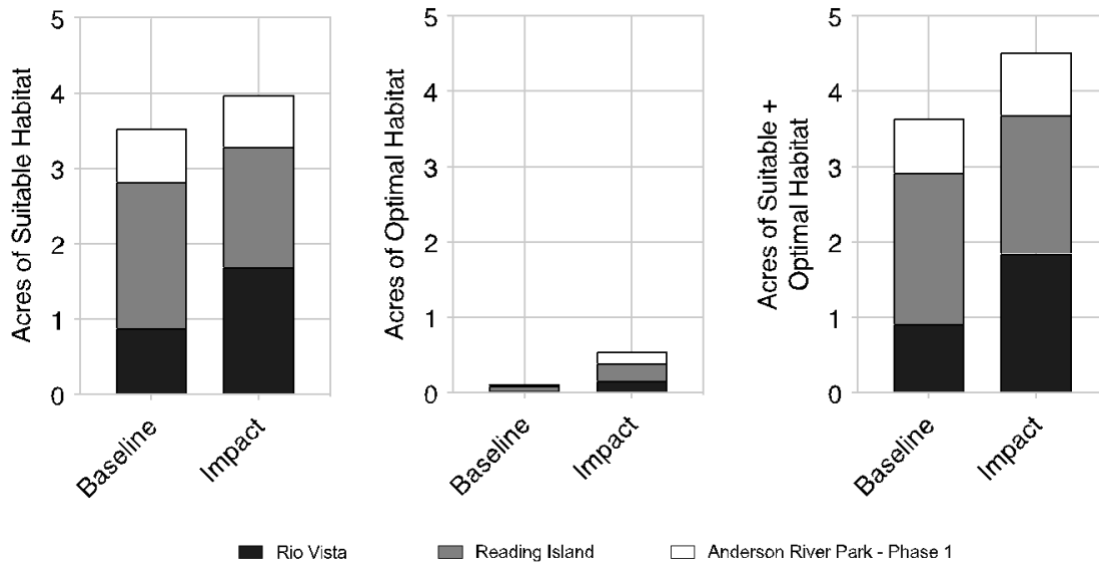 Acres of Suitable Habitat
5
4
3
2
1
0
Baseline
Impact
Acres of Optimal Habitat
5
4
3
2
1
0
Baseline
Impact
Acres of Suitable +
Optimal Habitat
5
4
3
2
1
0
Baseline
Impact
Rio Vista
Reading Island
Anderson River Park - Phase 1